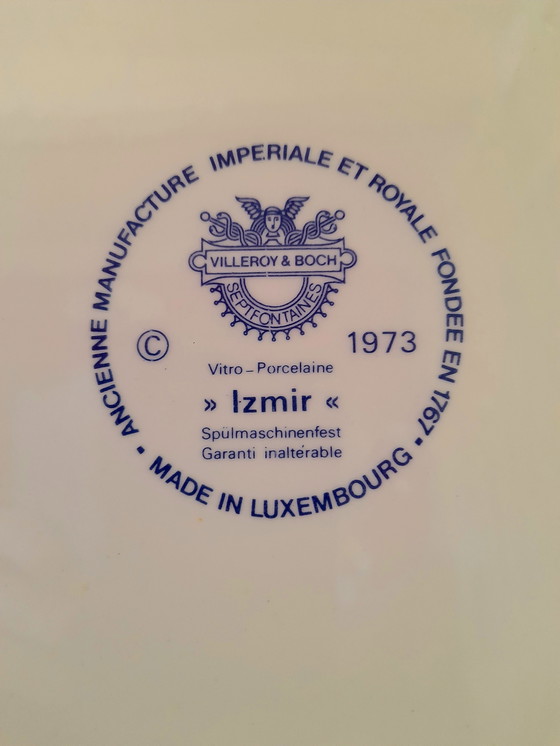 ANCIENNE MANUFACTURE IMPERIALE ET ROYALE FONDEE EN 1767
VILLEROY & BOCH
SEPTFONTAINES
© 1973
Vitro-Porcelaine
» Izmir «
Spülmaschinenfest
Garanti inaltérable
• MADE IN LUXEMBOURG •